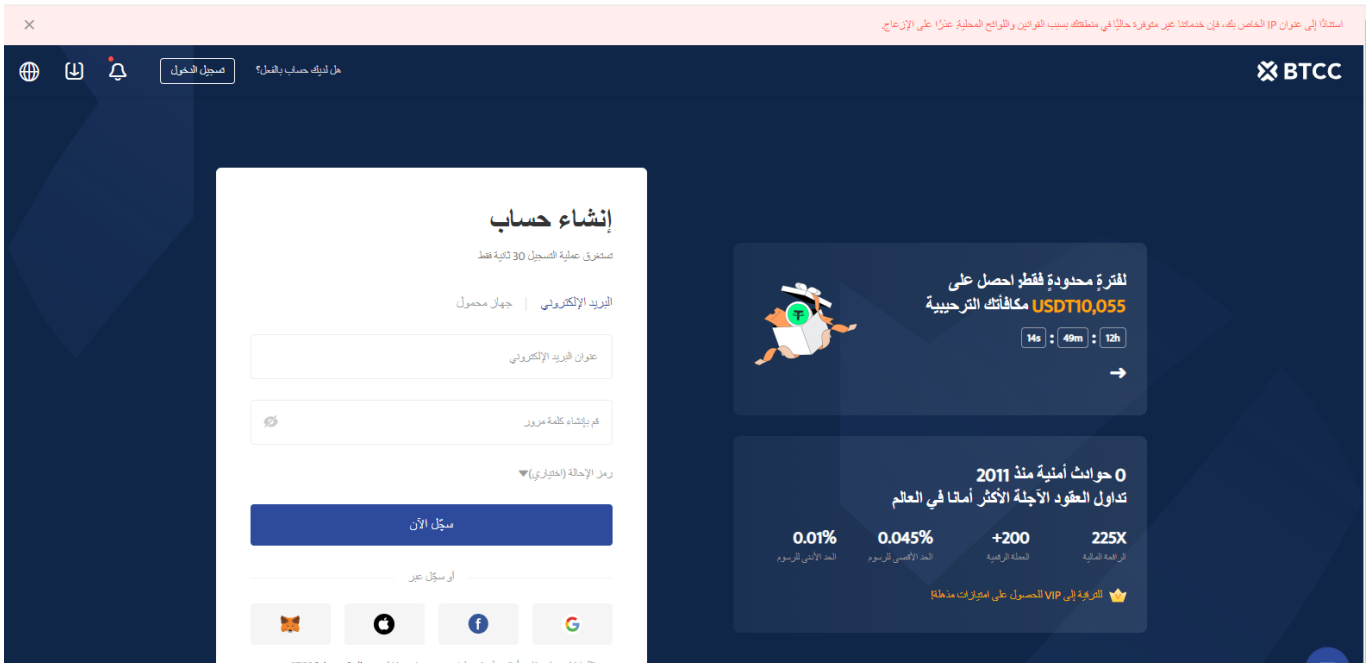 استنادًا إلى عنوان IP الخاص بك، فإن خدماتنا غير متوفرة حاليًا في منطقتك بسبب القوانين واللوائح المحلية. عذرًا على الإزعاج.
BTCC
هل لديك حساب بالفعل؟
تسجيل الدخول
إنشاء حساب
تستغرق عملية التسجيل 30 ثانية فقط
البريد الإلكتروني | جهاز محمول
عنوان البريد الإلكتروني
قم بإنشاء كلمة مرور
رمز الإحالة (اختياري)
سجّل الآن
أو سجّل عبر
لفترةٍ محدودةٍ فقط، احصل على
USDT10,055 مكافأتك الترحيبية
12h : 49m : 14s
0 حوادث أمنية منذ 2011
تداول العقود الآجلة الأكثر أمانا في العالم
225X
الرافعة المالية
200+
العملة الرقمية
0.045%
الحد الأقصى للرسوم
0.01%
الحد الأدنى للرسوم
للترقية إلى VIP للحصول على امتيازات مذهلة!